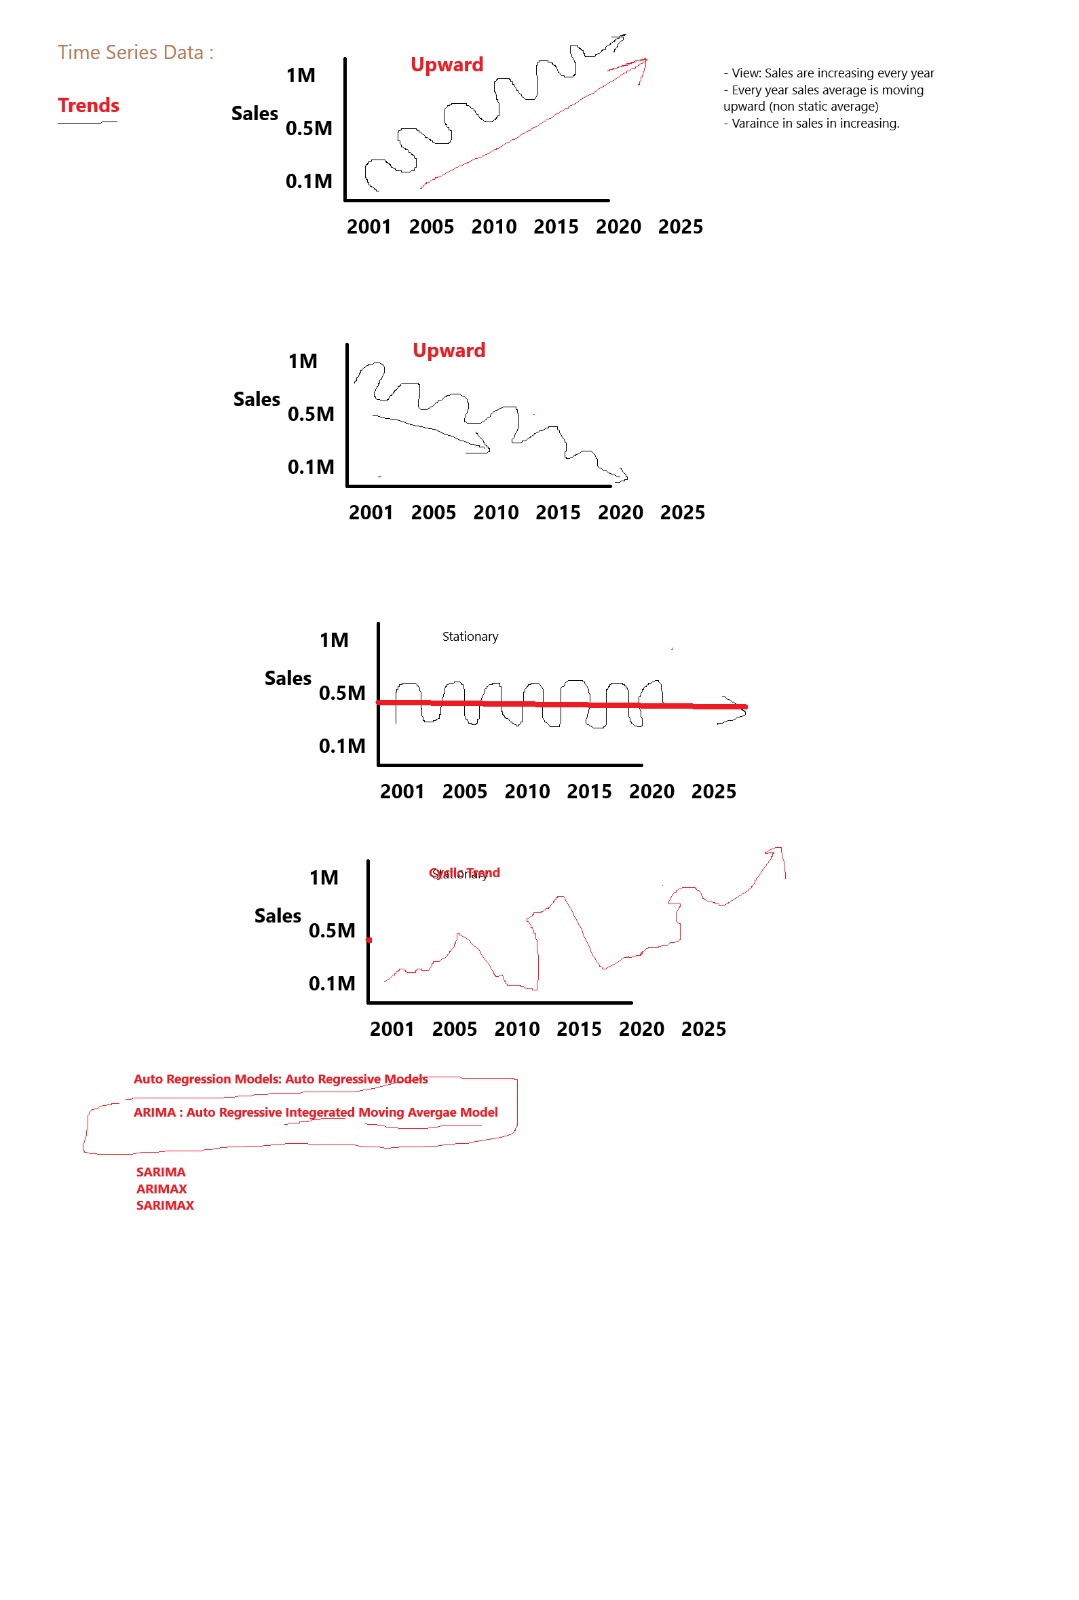 Time Series Data :
Trends
Upward
1M
Sales
0.5M
0.1M
2001 2005 2010 2015 2020 2025
- View: Sales are increasing every year
- Every year sales average is moving
upward (non static average)
- Varaince in sales in increasing.
Upward
1M
Sales
0.5M
0.1M
2001 2005 2010 2015 2020 2025
Stationary
1M
Sales
0.5M
0.1M
2001 2005 2010 2015 2020 2025
Stationary
Trend
1M
Sales
0.5M
0.1M
2001 2005 2010 2015 2020 2025
Auto Regression Models: Auto Regressive Models
ARIMA : Auto Regressive Integerated Moving Avergae Model
SARIMA
ARIMAX
SARIMAX